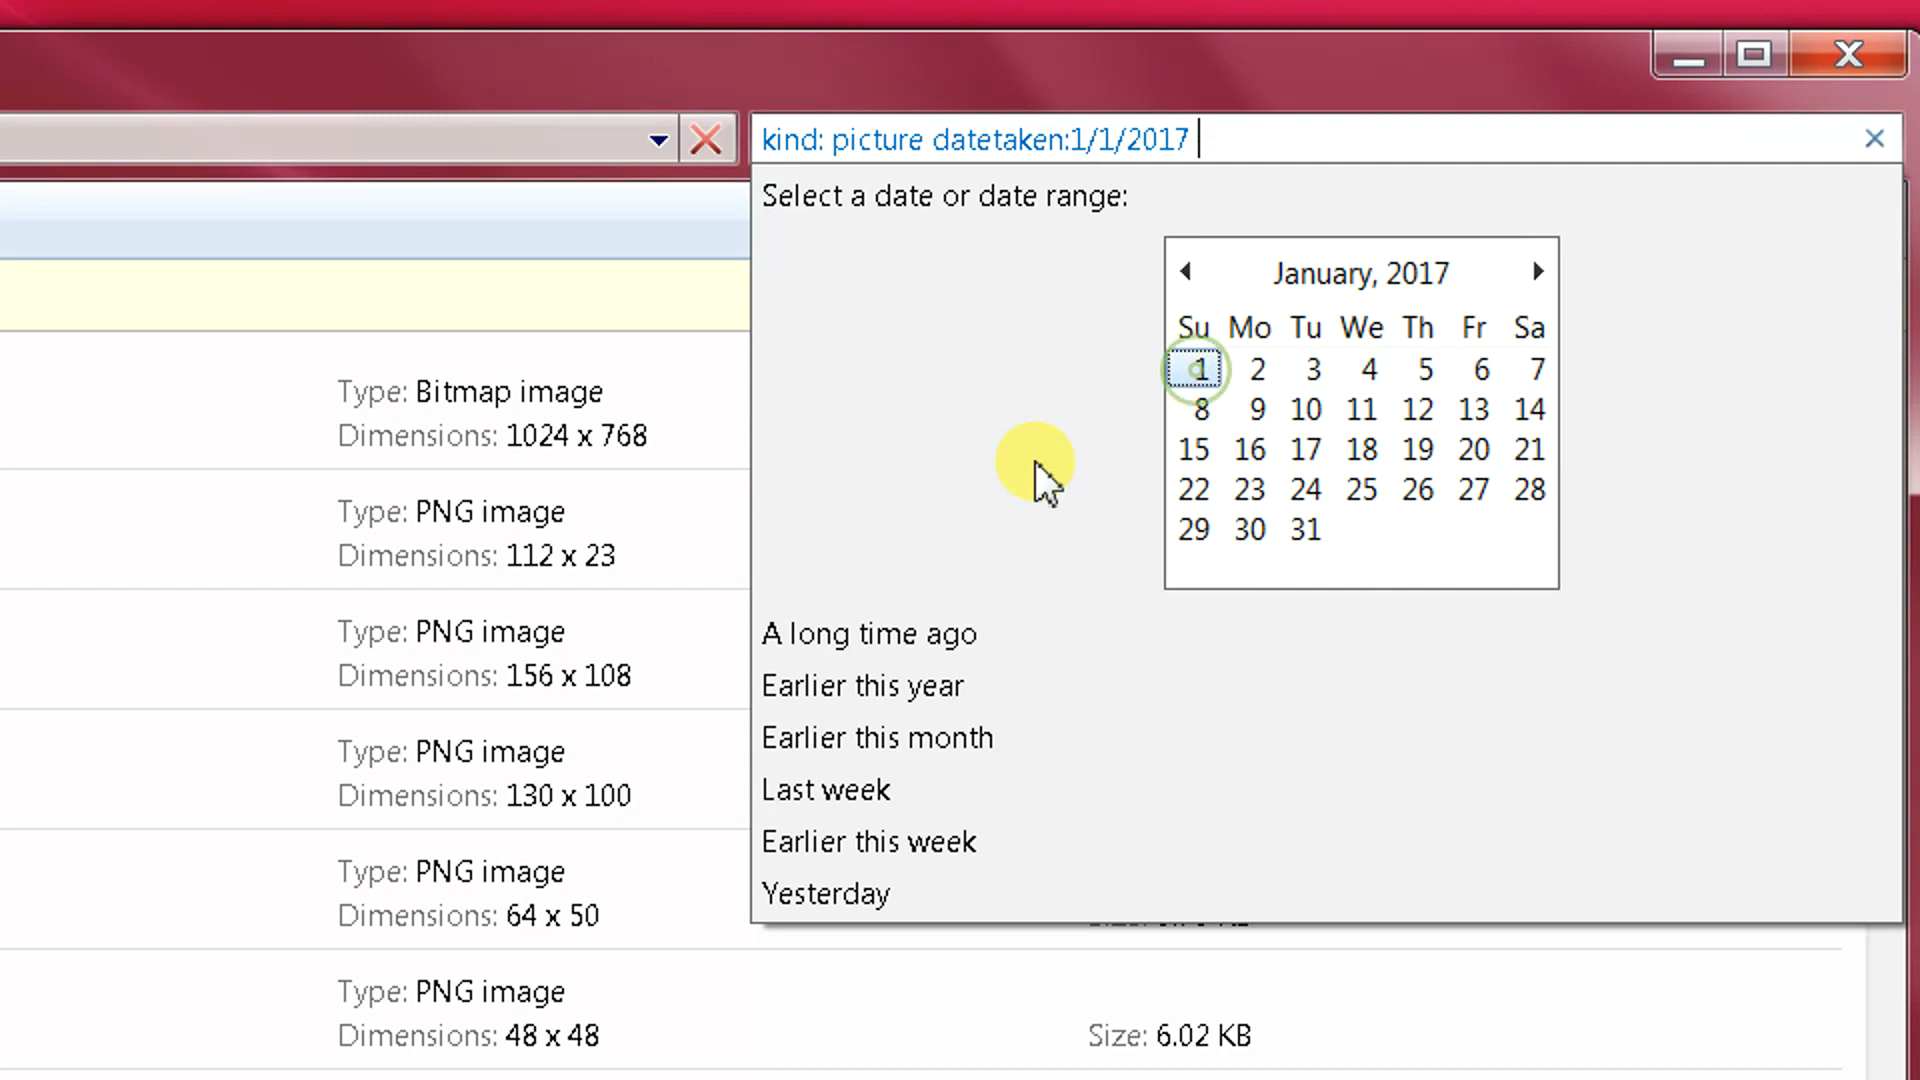 kind: picture datetaken:1/1/2017
Select a date or date range:
January, 2017
Su Mo Tu We Th Fr Sa
1 2 3 4 5 6 7
8 9 10 11 12 13 14
15 16 17 18 19 20 21
22 23 24 25 26 27 28
29 30 31
A long time ago
Earlier this year
Earlier this month
Last week
Earlier this week
Yesterday
Type: Bitmap image
Dimensions: 1024 x 768
Type: PNG image
Dimensions: 112 x 23
Type: PNG image
Dimensions: 156 x 108
Type: PNG image
Dimensions: 130 x 100
Type: PNG image
Dimensions: 64 x 50
Type: PNG image
Dimensions: 48 x 48
Size: 6.02 KB